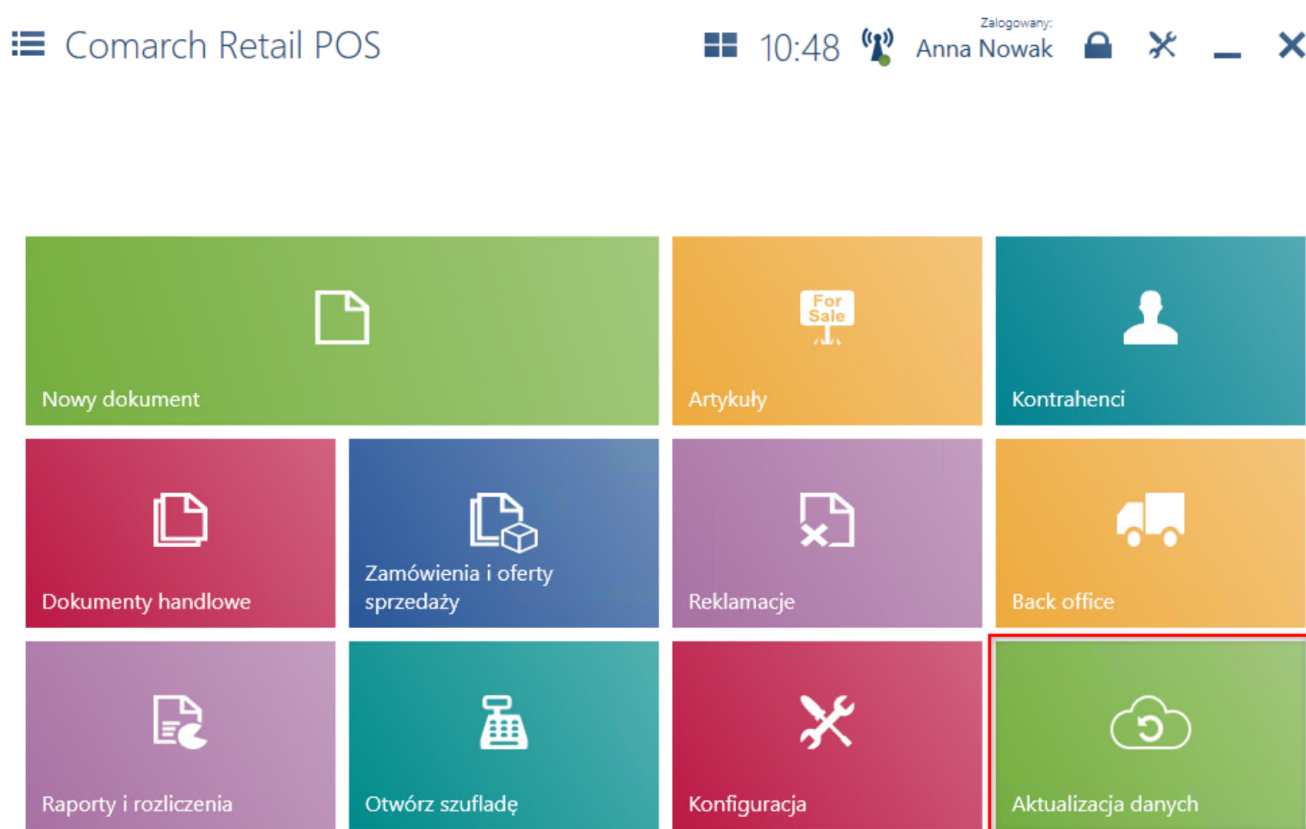 Comarch Retail POS
10:48
Zalogowany:
Anna Nowak
Nowy dokument
For
Sale
Artykuły
Kontrahenci
Dokumenty handlowe
Zamówienia i oferty
sprzedaży
Reklamacje
Back office
Raporty i rozliczenia
Otwórz szufladę
Konfiguracja
Aktualizacja danych